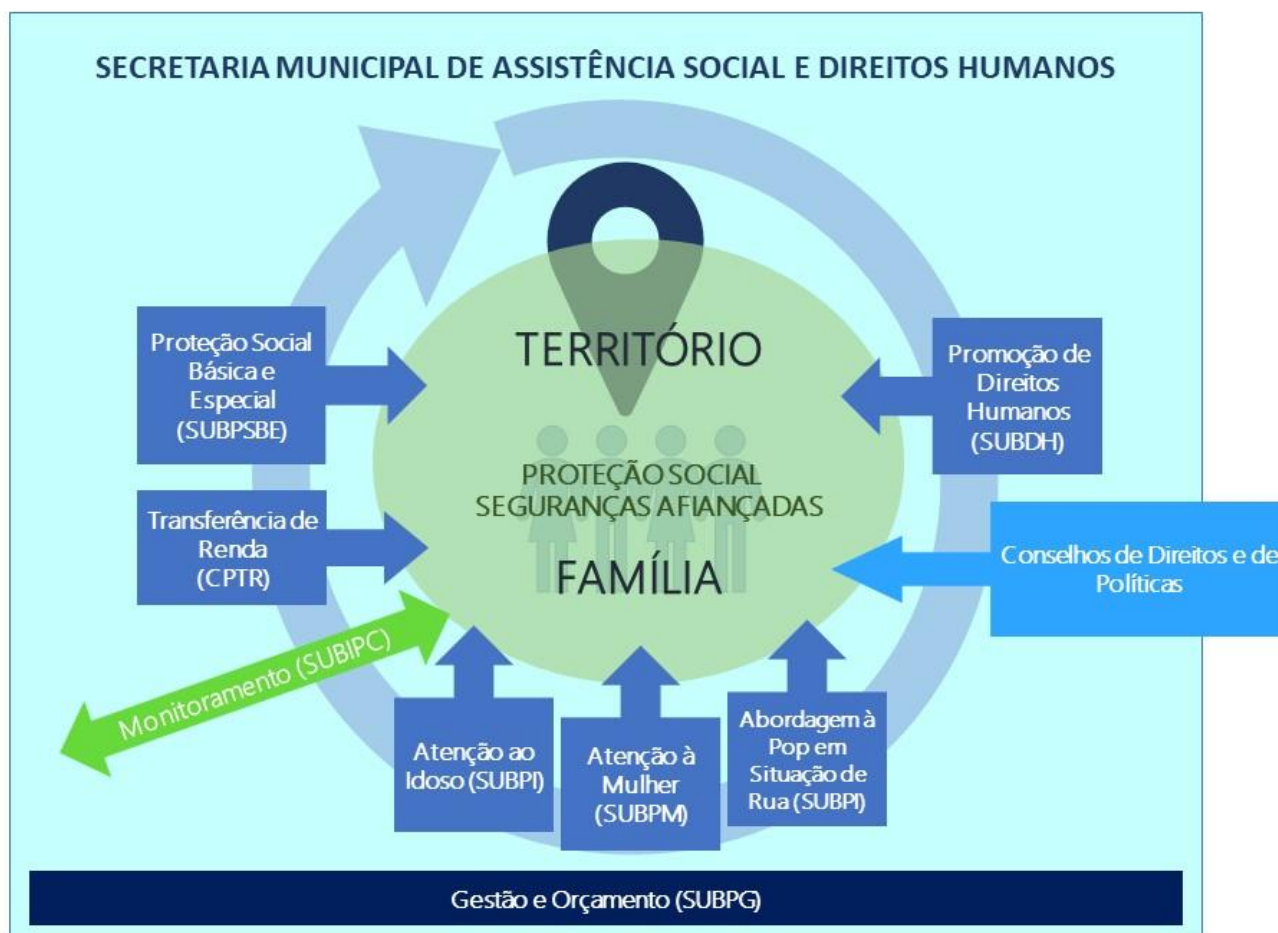 SECRETARIA MUNICIPAL DE ASSISTÊNCIA SOCIAL E DIREITOS HUMANOS
TERRITÓRIO
PROTEÇÃO SOCIAL
SEGURANÇAS AFIANÇADAS
FAMÍLIA
Proteção Social
Básica e
Especial
(SUBPSBE)
Transferência de
Renda
(CPTR)
Monitoramento (SUBIPC)
Atenção ao
Idoso (SUBPI)
Atenção à
Mulher
(SUBPM)
Abordagem à
Pop em
Situação de
Rua (SUBPI)
Promoção de
Direitos
Humanos
(SUBDH)
Conselhos de Direitos e de
Políticas
Gestão e Orçamento (SUBPG)